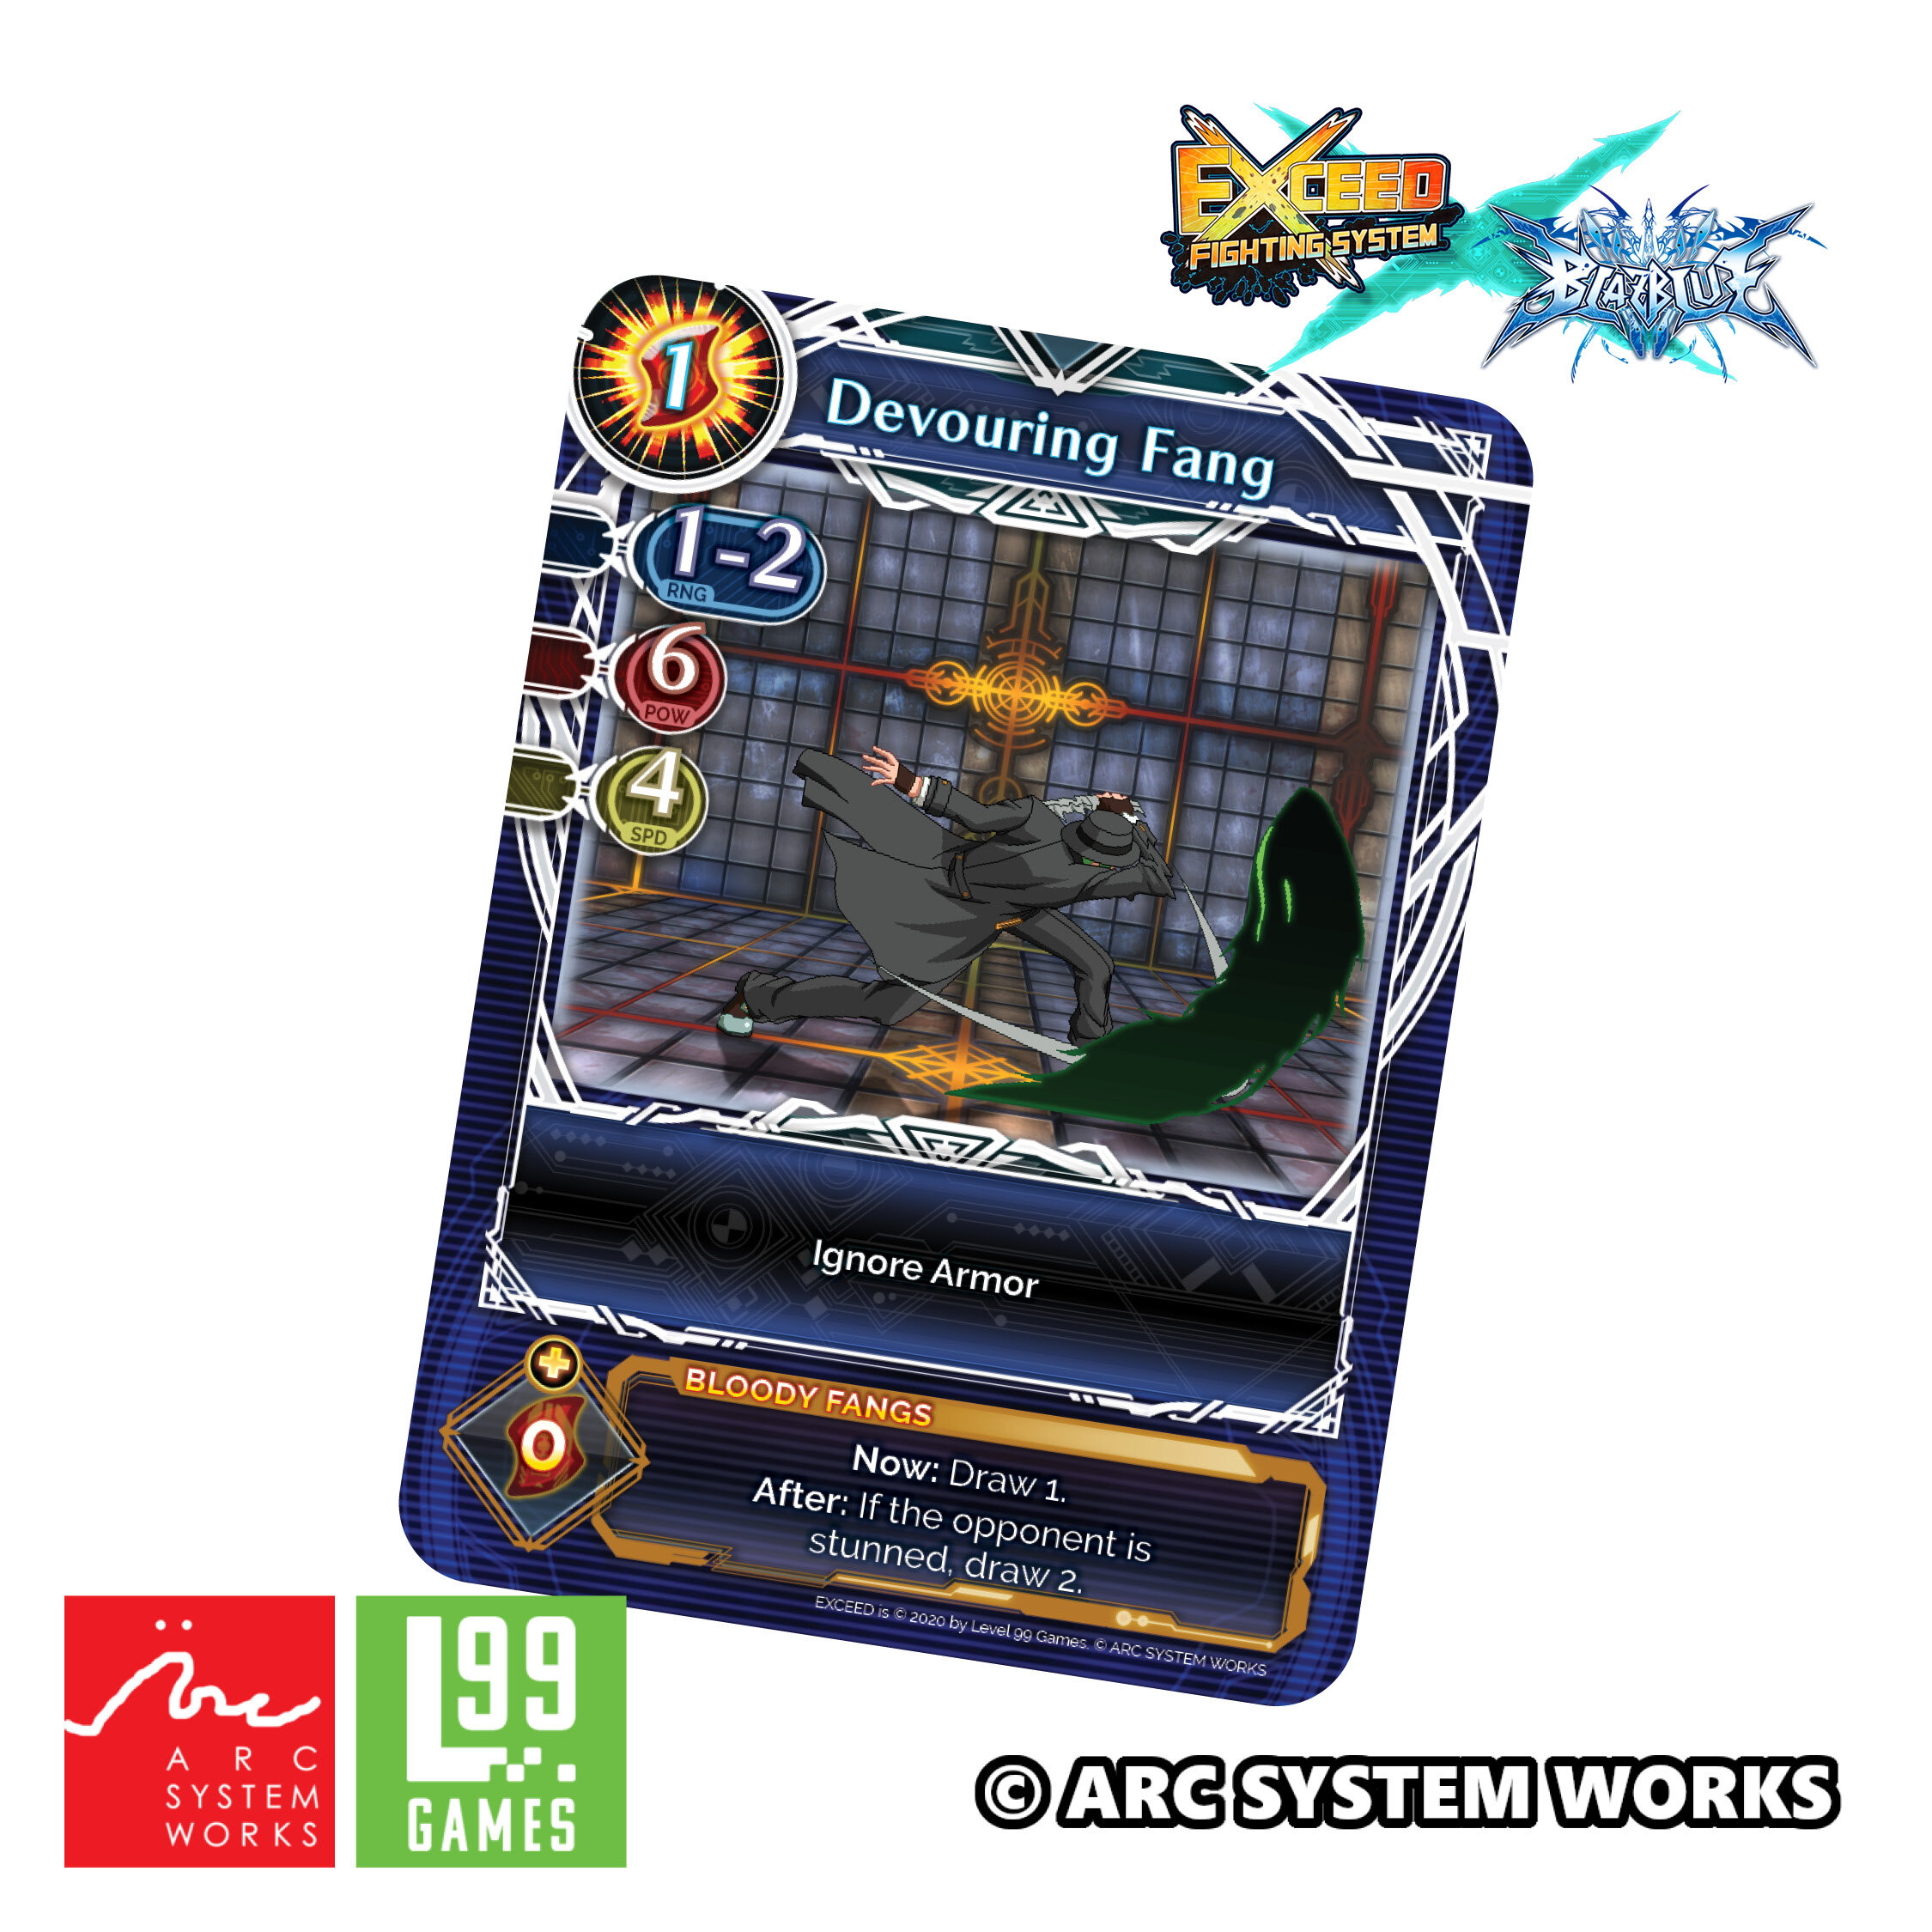 EXCEED
FIGHTING SYSTEM
BLAZBLUE
1
Devouring Fang
1-2
RNG
6
POW
4
SPD
Ignore Armor
+
0
BLOODY FANGS
Now: Draw 1.
After: If the opponent is
stunned, draw 2.
EXCEED is © 2020 by Level 99 Games. © ARC SYSTEM WORKS
Arc
ARC
SYSTEM
WORKS
L99
GAMES
© ARC SYSTEM WORKS